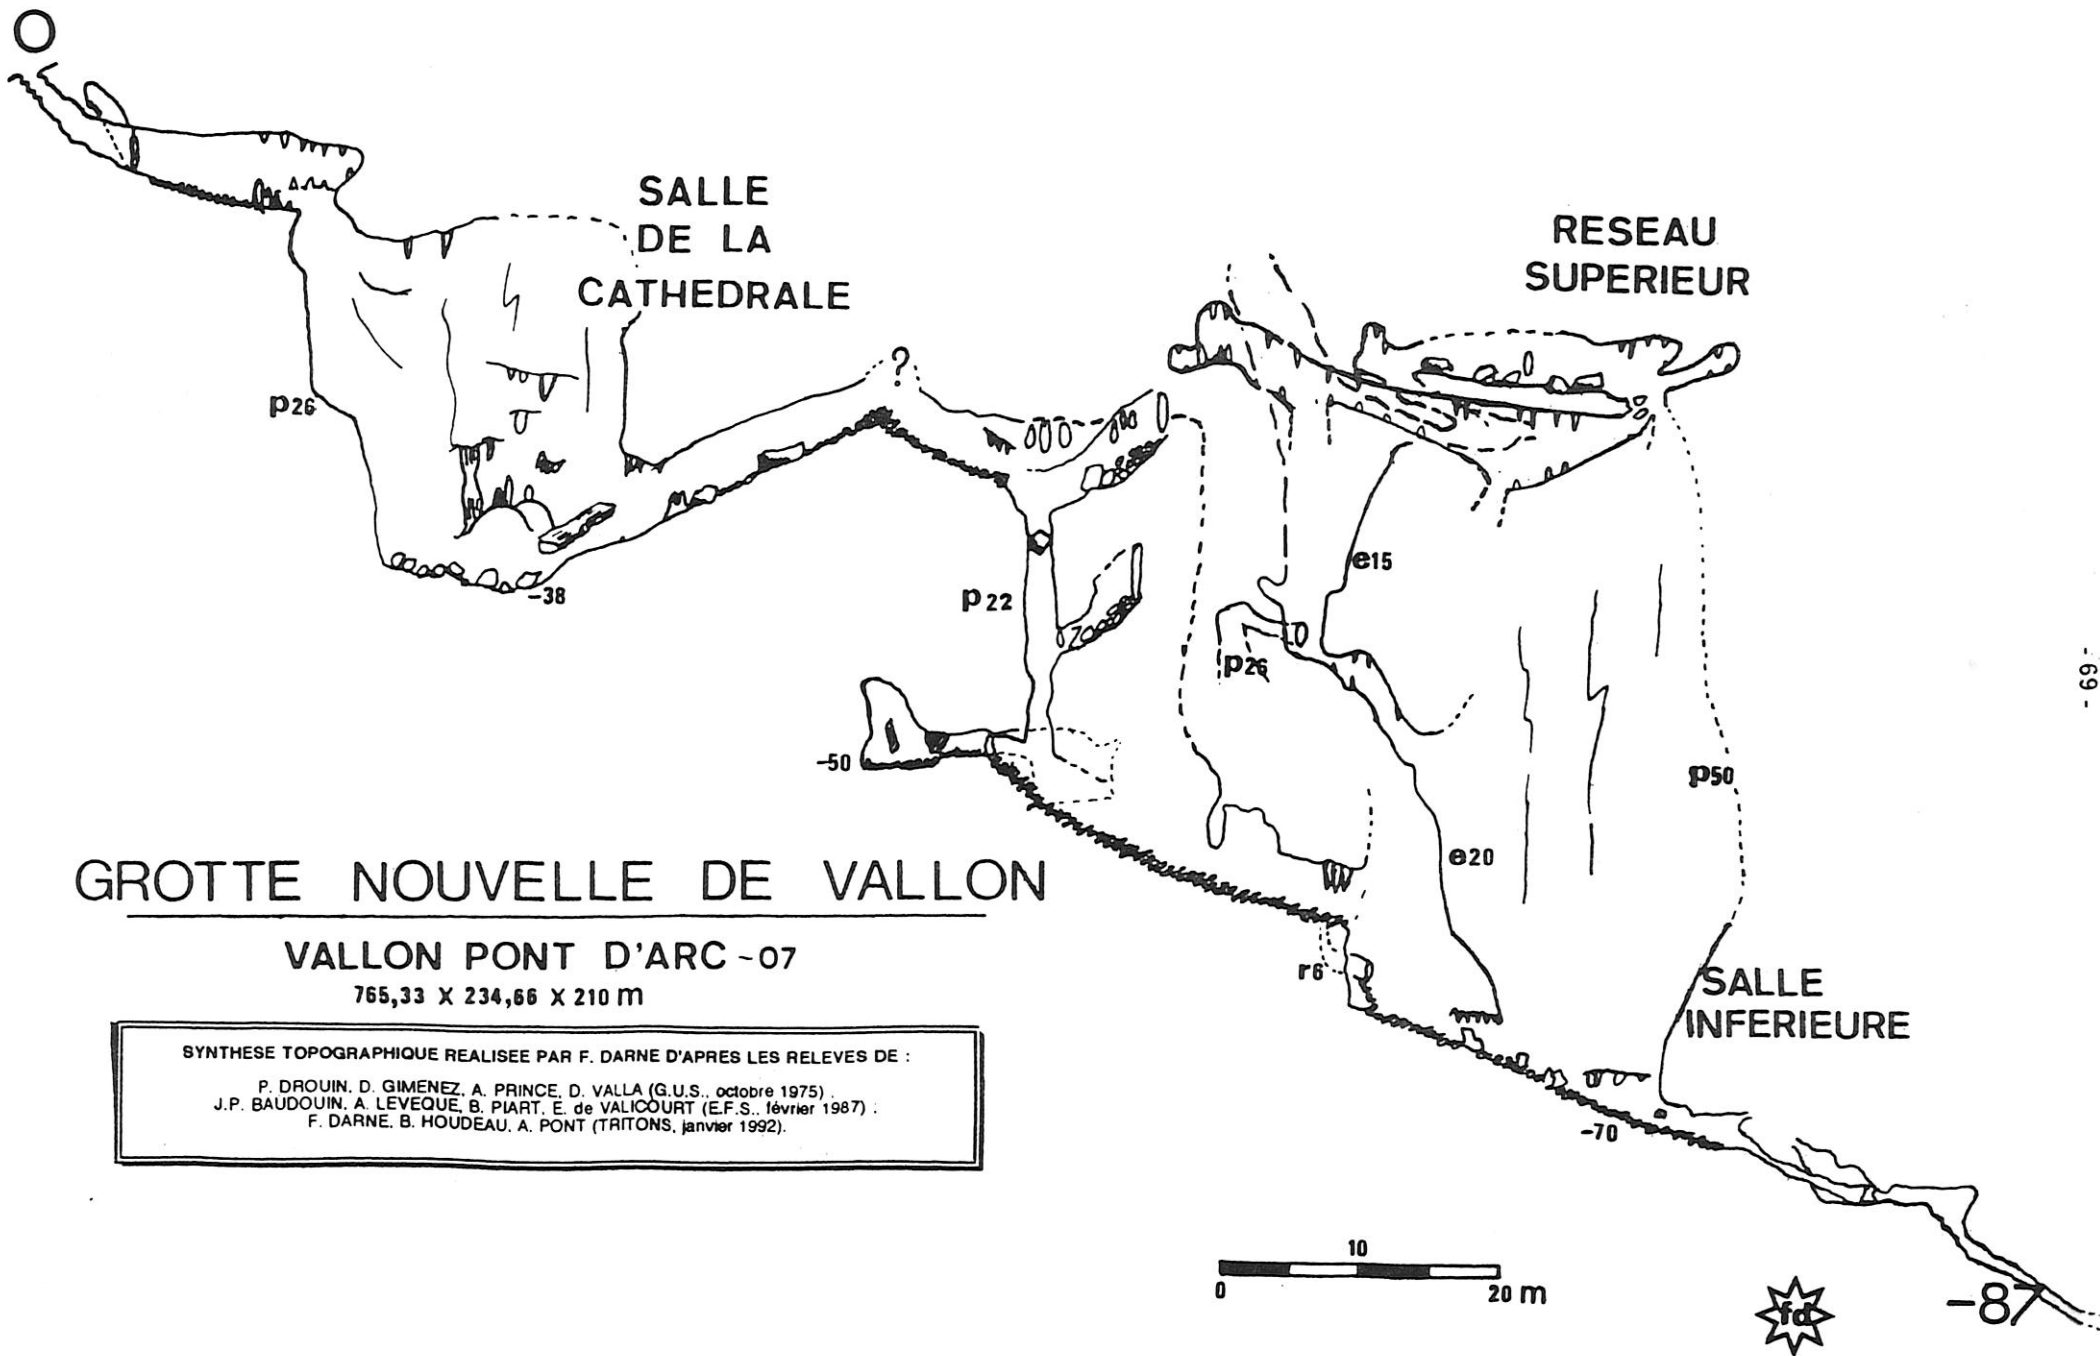 O
SALLE
DE LA
CATHEDRALE
RESEAU
SUPERIEUR
?
p26
-38
p22
-50
e15
p26
p50
e20
r6
SALLE
INFERIEURE
-70
-87
- 69 -
GROTTE NOUVELLE DE VALLON
VALLON PONT D'ARC -07
765,33 X 234,66 X 210 m
SYNTHESE TOPOGRAPHIQUE REALISEE PAR F. DARNE D'APRES LES RELEVES DE :
P. DROUIN, D. GIMENEZ, A. PRINCE, D. VALLA (G.U.S., octobre 1975) .
J.P. BAUDOUIN, A. LEVEQUE, B. PIART, E. de VALICOURT (E.F.S., février 1987) :
F. DARNE, B. HOUDEAU, A. PONT (TRITONS, janvier 1992).
10
0 20 m
fd